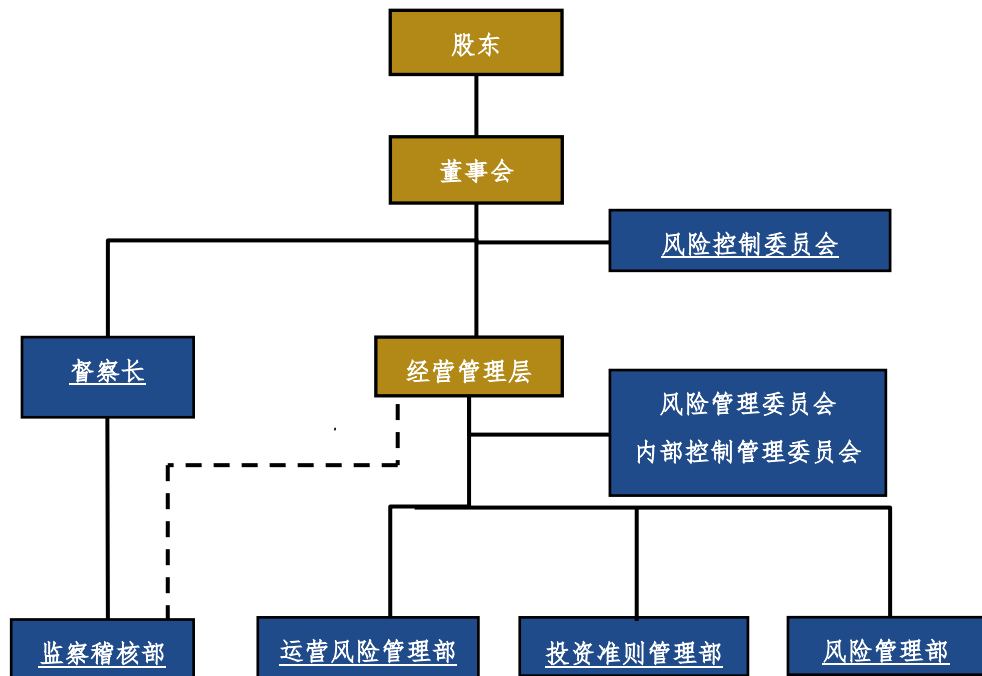 股东
董事会
风险控制委员会
督察长
经营管理层
风险管理委员会
内部控制管理委员会
监察稽核部
运营风险管理部
投资准则管理部
风险管理部